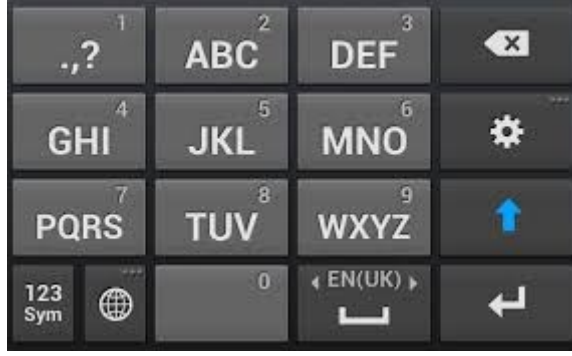 1 .,?
2 ABC
3 DEF
4 GHI
5 JKL
6 MNO
7 PQRS
8 TUV
9 WXYZ
123
Sym
0
EN(UK)